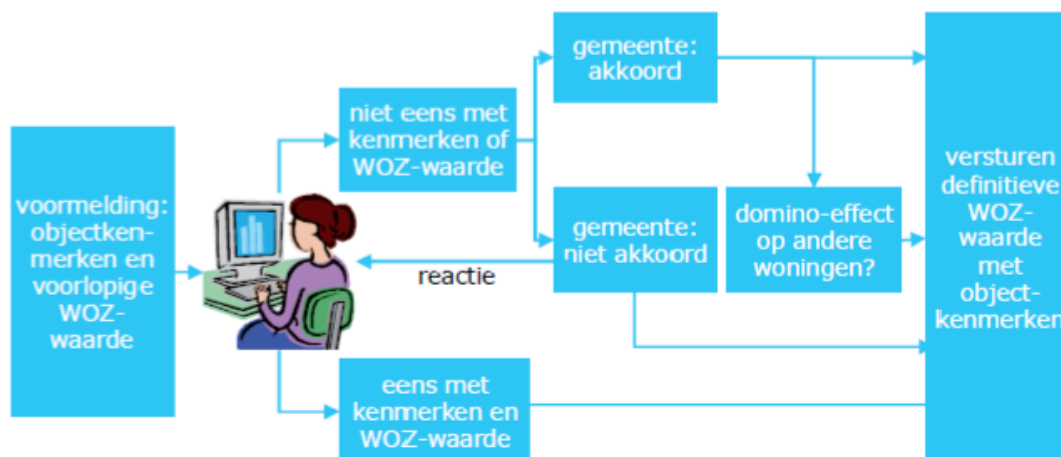 voormelding:
objectken-
merken en
voorlopige
WOZ-
waarde
niet eens met
kenmerken of
WOZ-waarde
gemeente:
akkoord
gemeente:
niet akkoord
reactie
domino-effect
op andere
woningen?
eens met
kenmerken en
WOZ-waarde
versturen
definitieve
WOZ-
waarde
met
object-
kenmerken